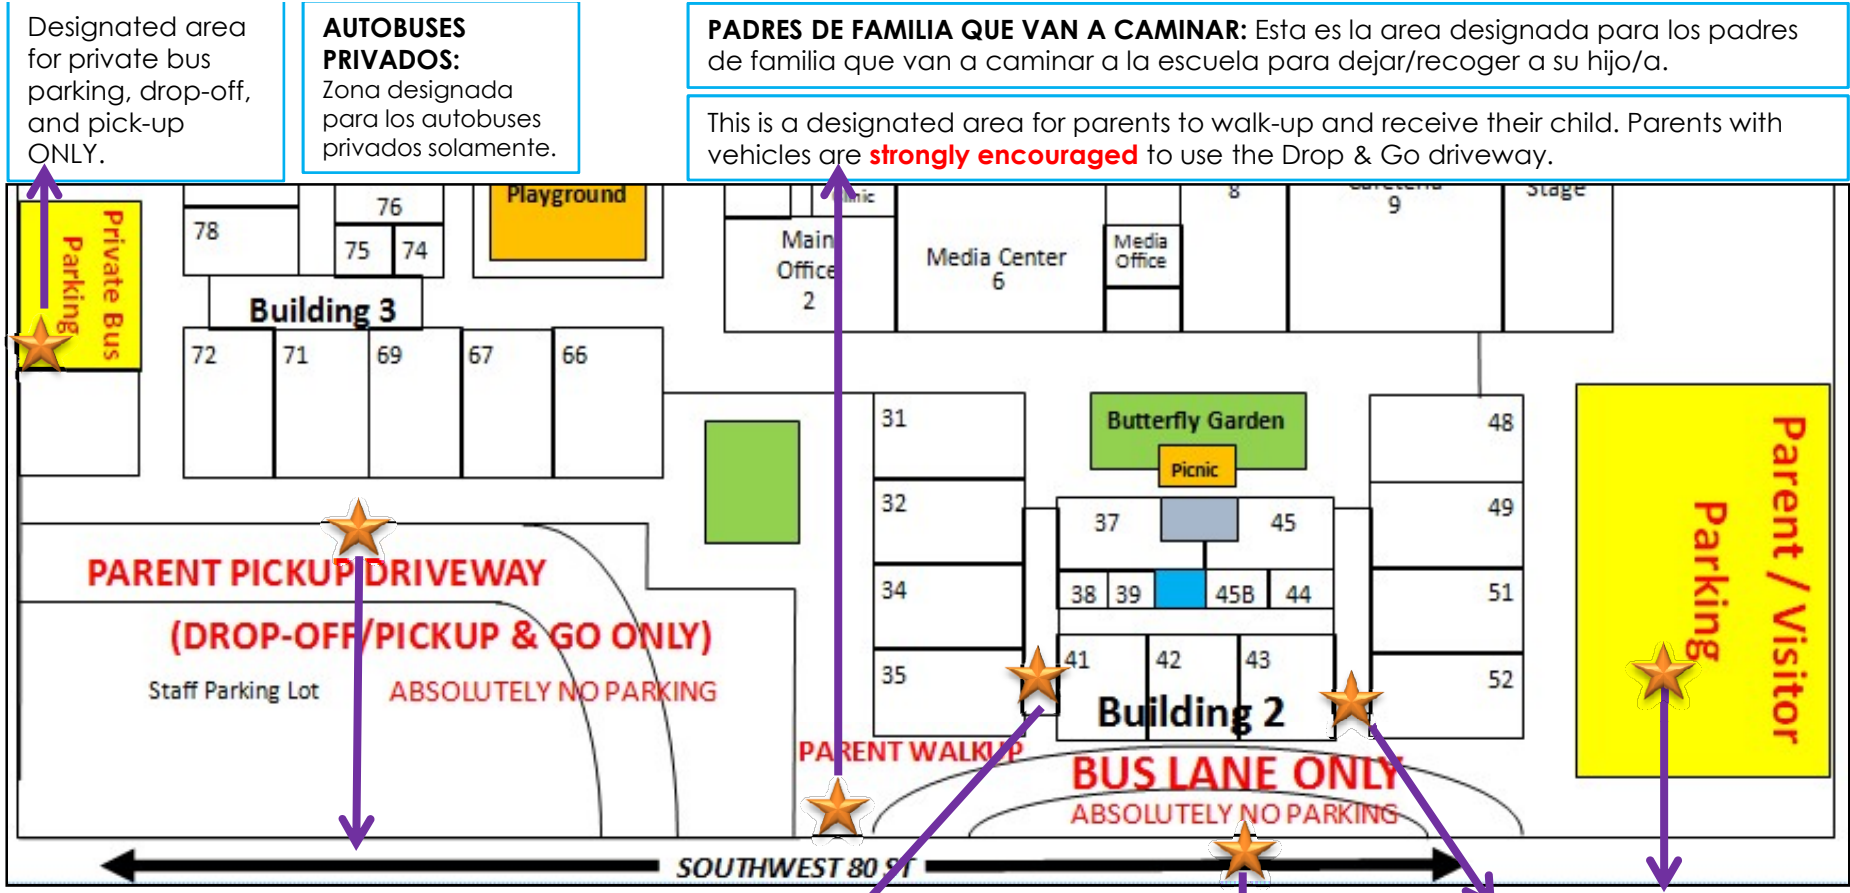 Designated area
for private bus
parking, drop-off,
and pick-up
ONLY.
AUTOBUSES
PRIVADOS:
Zona designada
para los autobuses
privados solamente.
PADRES DE FAMILIA QUE VAN A CAMINAR: Esta es la area designada para los padres
de familia que van a caminar a la escuela para dejar/recoger a su hijo/a.
This is a designated area for parents to walk-up and receive their child. Parents with
vehicles are strongly encouraged to use the Drop & Go driveway.
Private Bus
Parking
78
76
75
74
Playground
Building 3
72
71
69
67
66
Clinic
Main
Office
2
Media Center
6
Media
Office
8
Cafeteria
9
Stage
31
32
34
35
Butterfly Garden
Picnic
37
45
38
39
45B
44
41
42
43
Building 2
48
49
51
52
Parent / Visitor
Parking
PARENT PICKUP DRIVEWAY
(DROP-OFF/PICKUP & GO ONLY)
Staff Parking Lot
ABSOLUTELY NO PARKING
PARENT WALKUP
BUS LANE ONLY
ABSOLUTELY NO PARKING
SOUTHWEST 80 ST